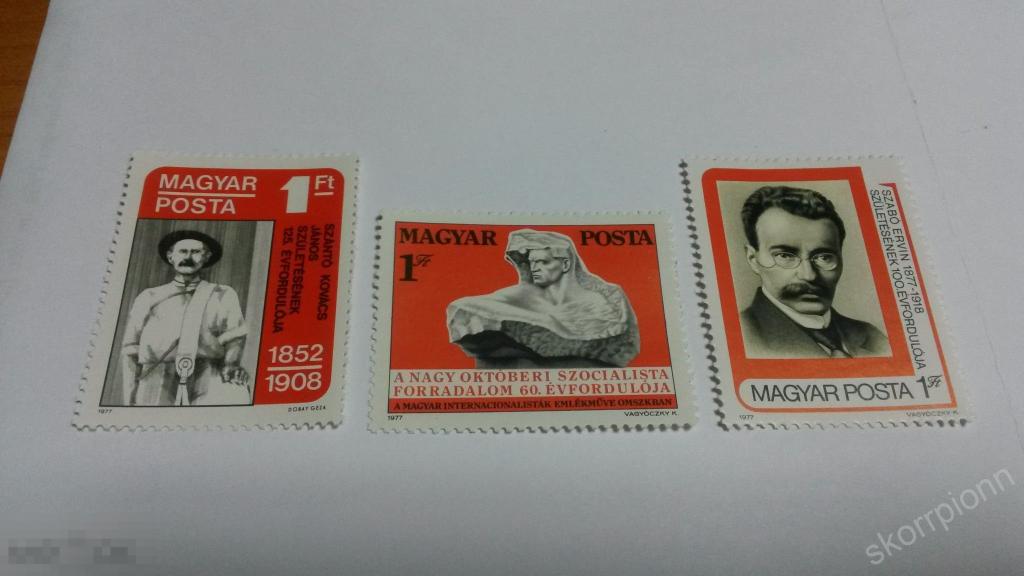 MAGYAR
POSTA
1 Ft
SZÁNTÓ KOVÁCS
JÁNOS
SZÜLETÉSÉNEK
125. ÉVFORDULÓJA
1852
1908
1977
DOBAY GÉZA
MAGYAR POSTA
1 Ft
A NAGY OKTÓBERI SZOCIALISTA
FORRADALOM 60. ÉVFORDULÓJA
A MAGYAR INTERNACIONALISTÁK EMLÉKMŰVE OMSZKBAN
1977
VAGYÓCZKY K.
SZABÓ ERVIN 1877-1918
SZÜLETÉSÉNEK 100. ÉVFORDULÓJA
MAGYAR POSTA 1 Ft
1977
VAGYÓCZKY K.
skorrpionn